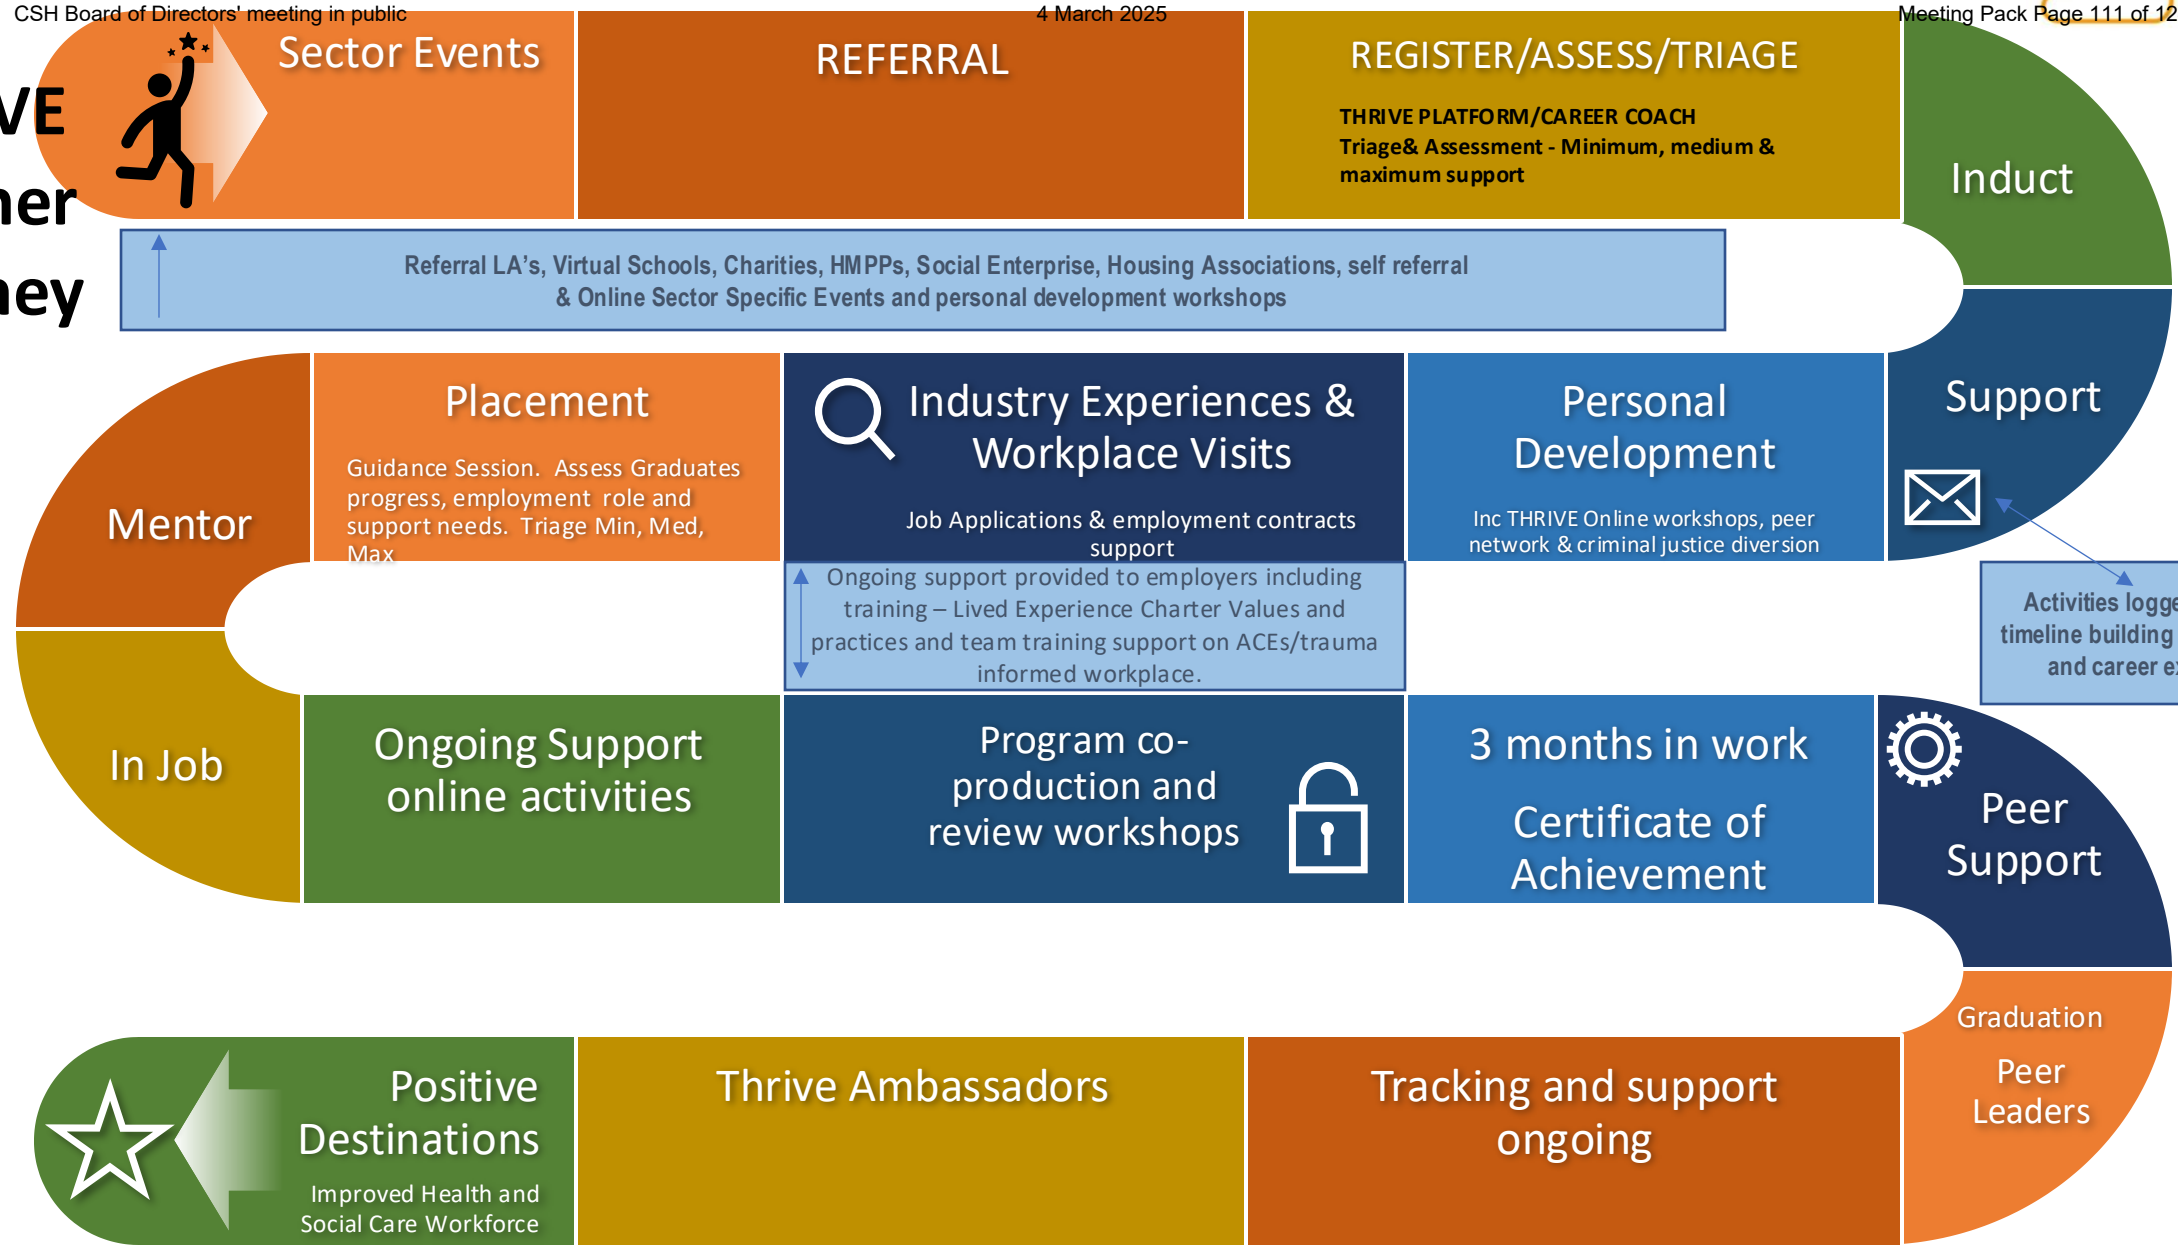 CSH Board of Directors' meeting in public
4 March 2025
Meeting Pack Page 111 of 12
Sector Events
REFERRAL
REGISTER/ASSESS/TRIAGE
THRIVE PLATFORM/CAREER COACH
Triage& Assessment - Minimum, medium &
maximum support
VE
ner
ney
Induct
Referral LA's, Virtual Schools, Charities, HMPPs, Social Enterprise, Housing Associations, self referral
& Online Sector Specific Events and personal development workshops
Support
Personal
Development
Inc THRIVE Online workshops, peer
network & criminal justice diversion
Industry Experiences &
Workplace Visits
Job Applications & employment contracts
support
Placement
Guidance Session. Assess Graduates
progress, employment role and
support needs. Triage Min, Med,
Max
Mentor
Ongoing support provided to employers including
training – Lived Experience Charter Values and
practices and team training support on ACEs/trauma
informed workplace.
Activities logge
timeline building
and career e
In Job
Ongoing Support
online activities
Program co-
production and
review workshops
3 months in work
Certificate of
Achievement
Peer
Support
Graduation
Peer
Leaders
Tracking and support
ongoing
Thrive Ambassadors
Positive
Destinations
Improved Health and
Social Care Workforce